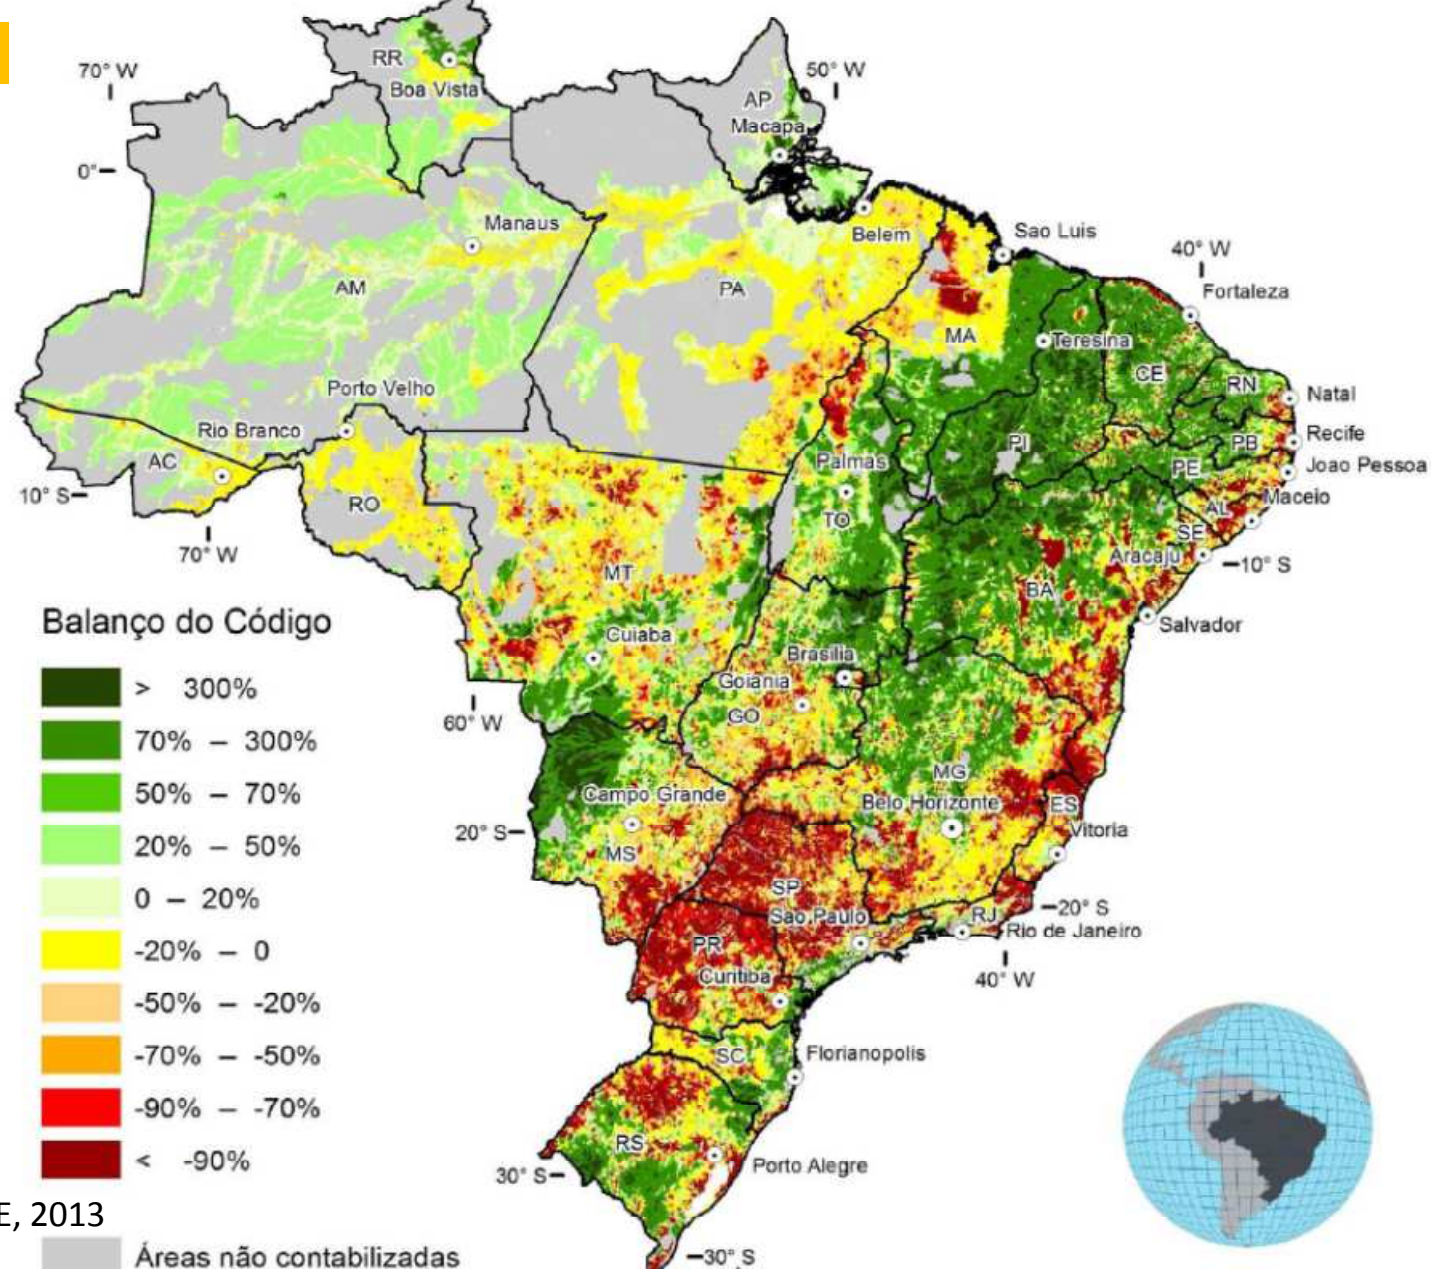 RR
70° W
50° W
Boa Vista
AP
Macapa
0°
Manaus
Belem
Sao Luis
40° W
AM
PA
Fortaleza
MA
Teresina
CE
Porto Velho
RN
Natal
Rio Branco
Recife
PI
PB
AC
Palmas
PE
Joao Pessoa
10° S
RO
Maceio
AL
TO
SE
70° W
Aracaju
10° S
MT
BA
Balanço do Código
Cuiaba
Salvador
Brasilia
> 300%
Goiania
60° W
GO
70% – 300%
MG
50% – 70%
Campo Grande
Belo Horizonte
ES
20° S
Vitoria
20% – 50%
MS
SP
0 – 20%
20° S
Sao Paulo
RJ
Rio de Janeiro
PR
-20% – 0
Curitiba
40° W
-50% – -20%
SC
Florianopolis
-70% – -50%
-90% – -70%
RS
< -90%
Porto Alegre
30° S
E, 2013
Áreas não contabilizadas
30° S